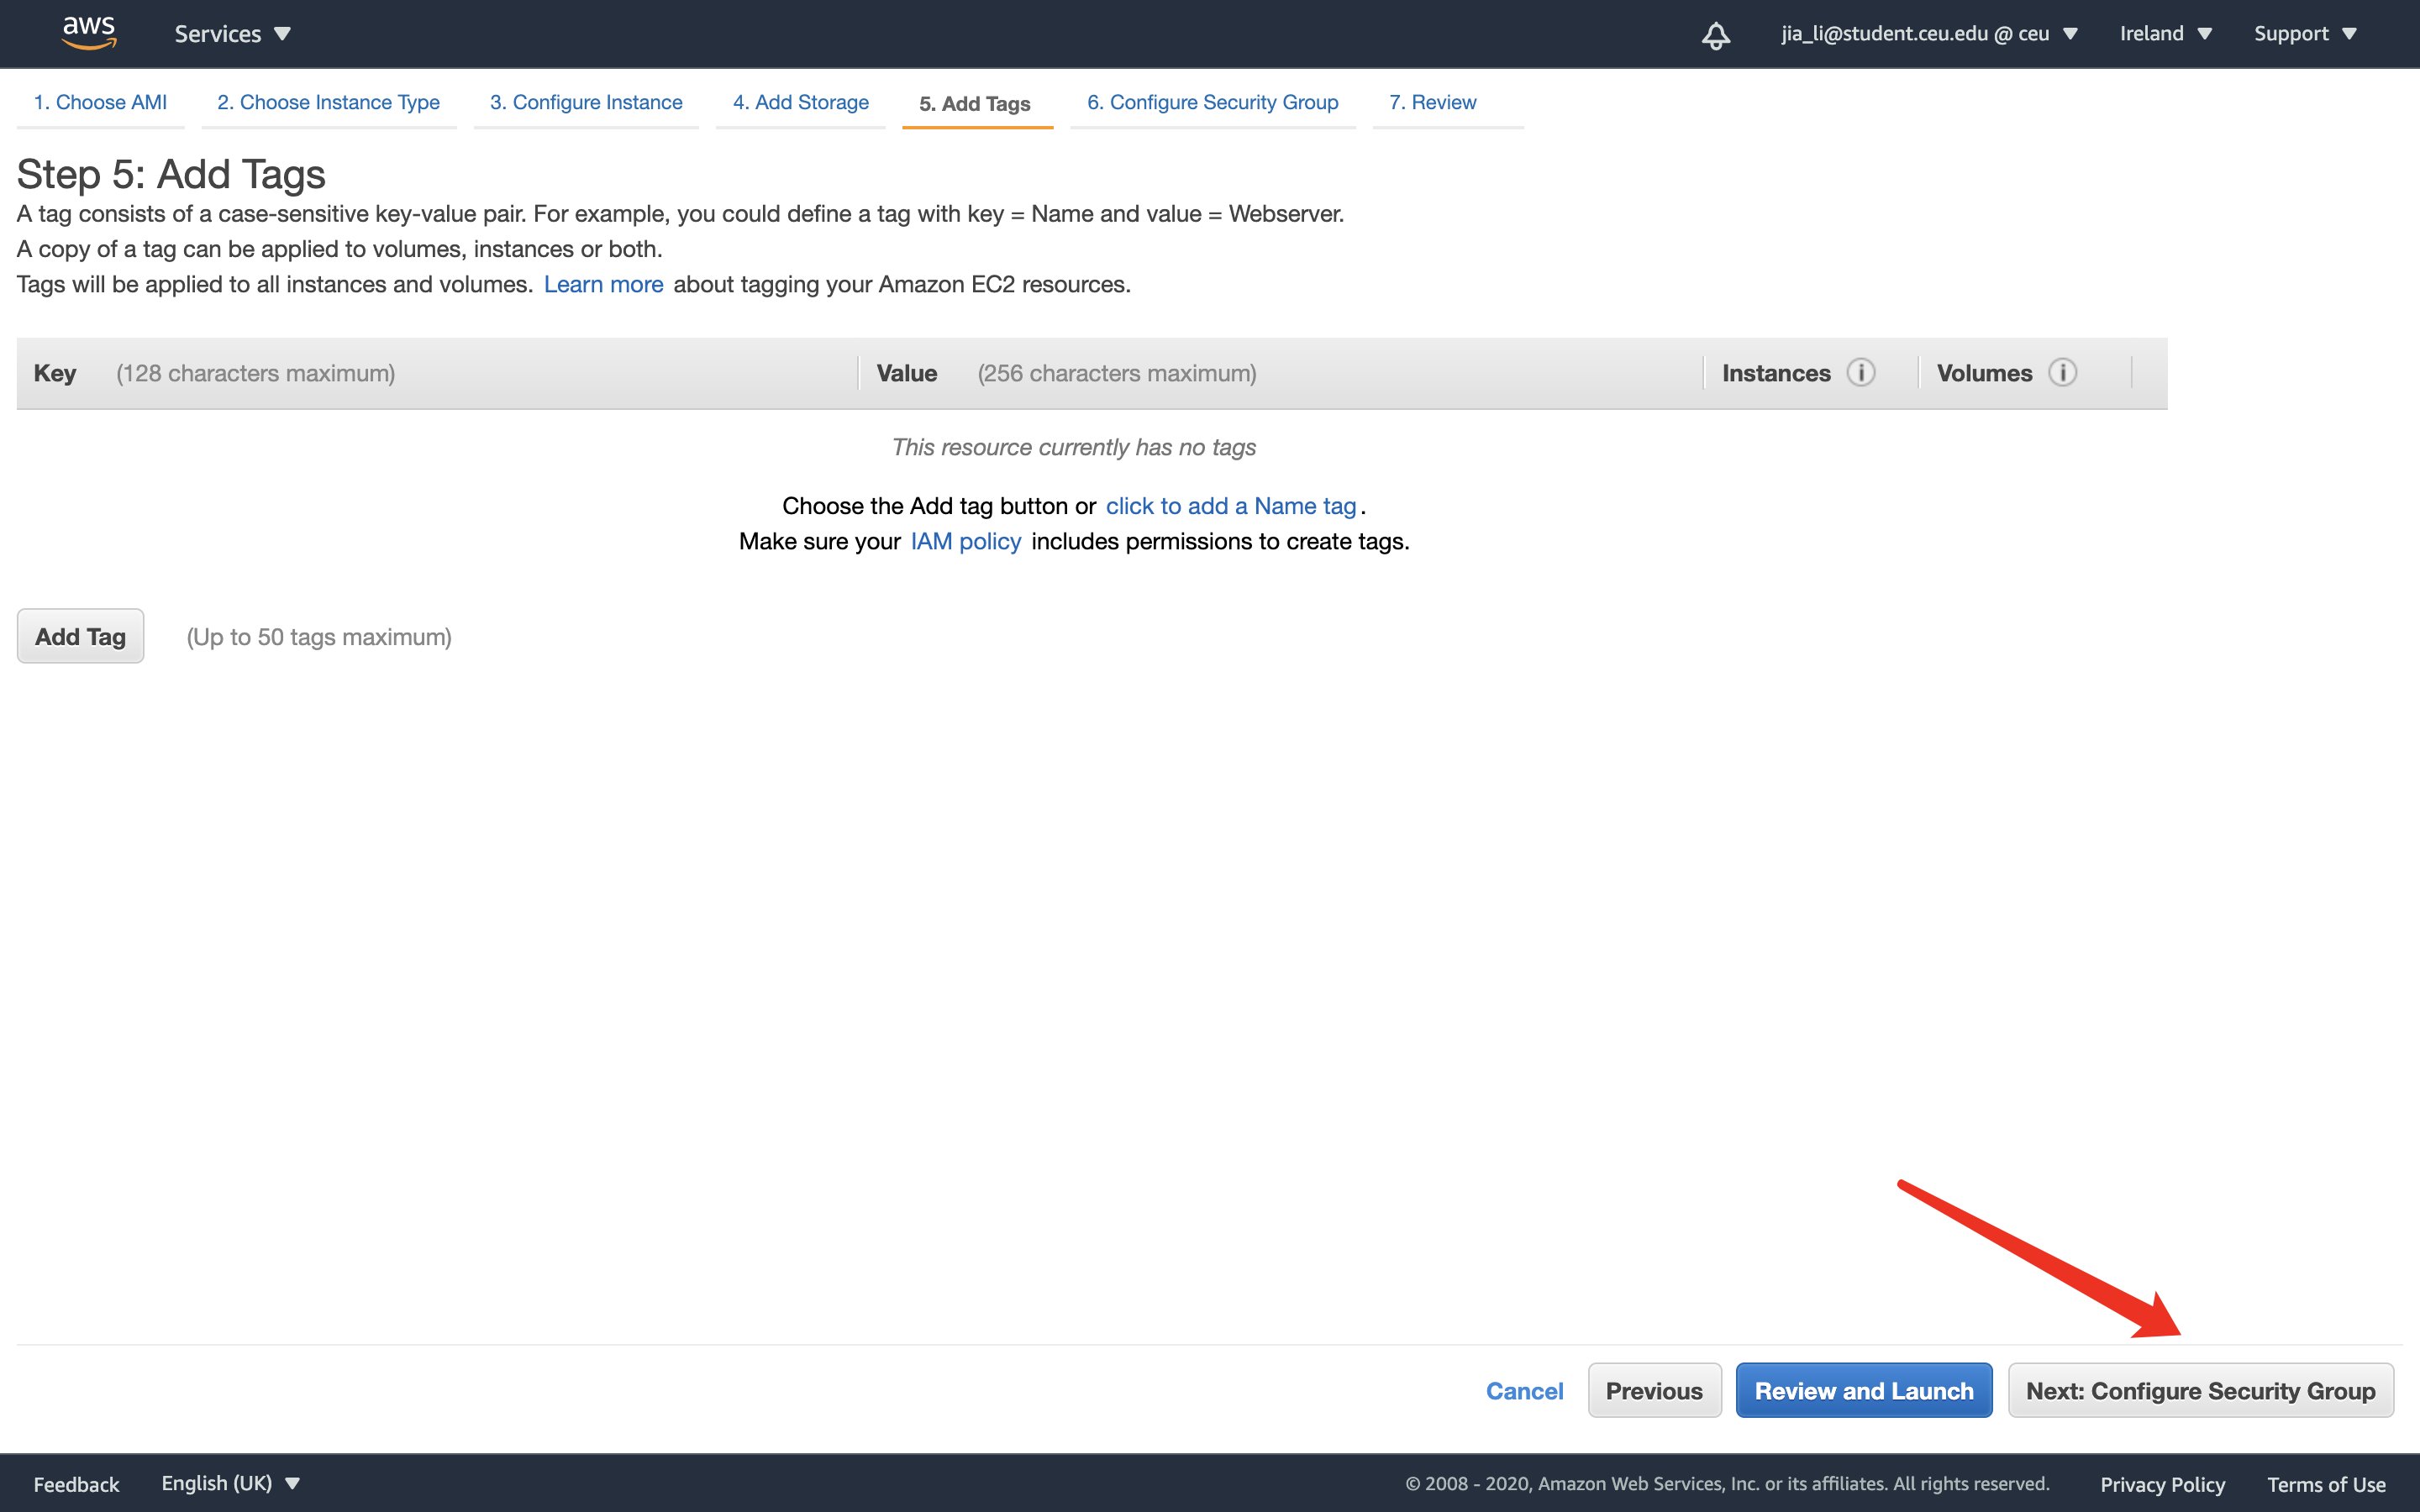 aws Services jia_li@student.ceu.edu @ ceu Ireland Support
1. Choose AMI 2. Choose Instance Type 3. Configure Instance 4. Add Storage 5. Add Tags 6. Configure Security Group 7. Review
Step 5: Add Tags
A tag consists of a case-sensitive key-value pair. For example, you could define a tag with key = Name and value = Webserver.
A copy of a tag can be applied to volumes, instances or both.
Tags will be applied to all instances and volumes. Learn more about tagging your Amazon EC2 resources.
Key (128 characters maximum) Value (256 characters maximum) Instances i Volumes i
This resource currently has no tags
Choose the Add tag button or click to add a Name tag.
Make sure your IAM policy includes permissions to create tags.
Add Tag (Up to 50 tags maximum)
Cancel Previous Review and Launch Next: Configure Security Group
Feedback English (UK) © 2008 - 2020, Amazon Web Services, Inc. or its affiliates. All rights reserved. Privacy Policy Terms of Use